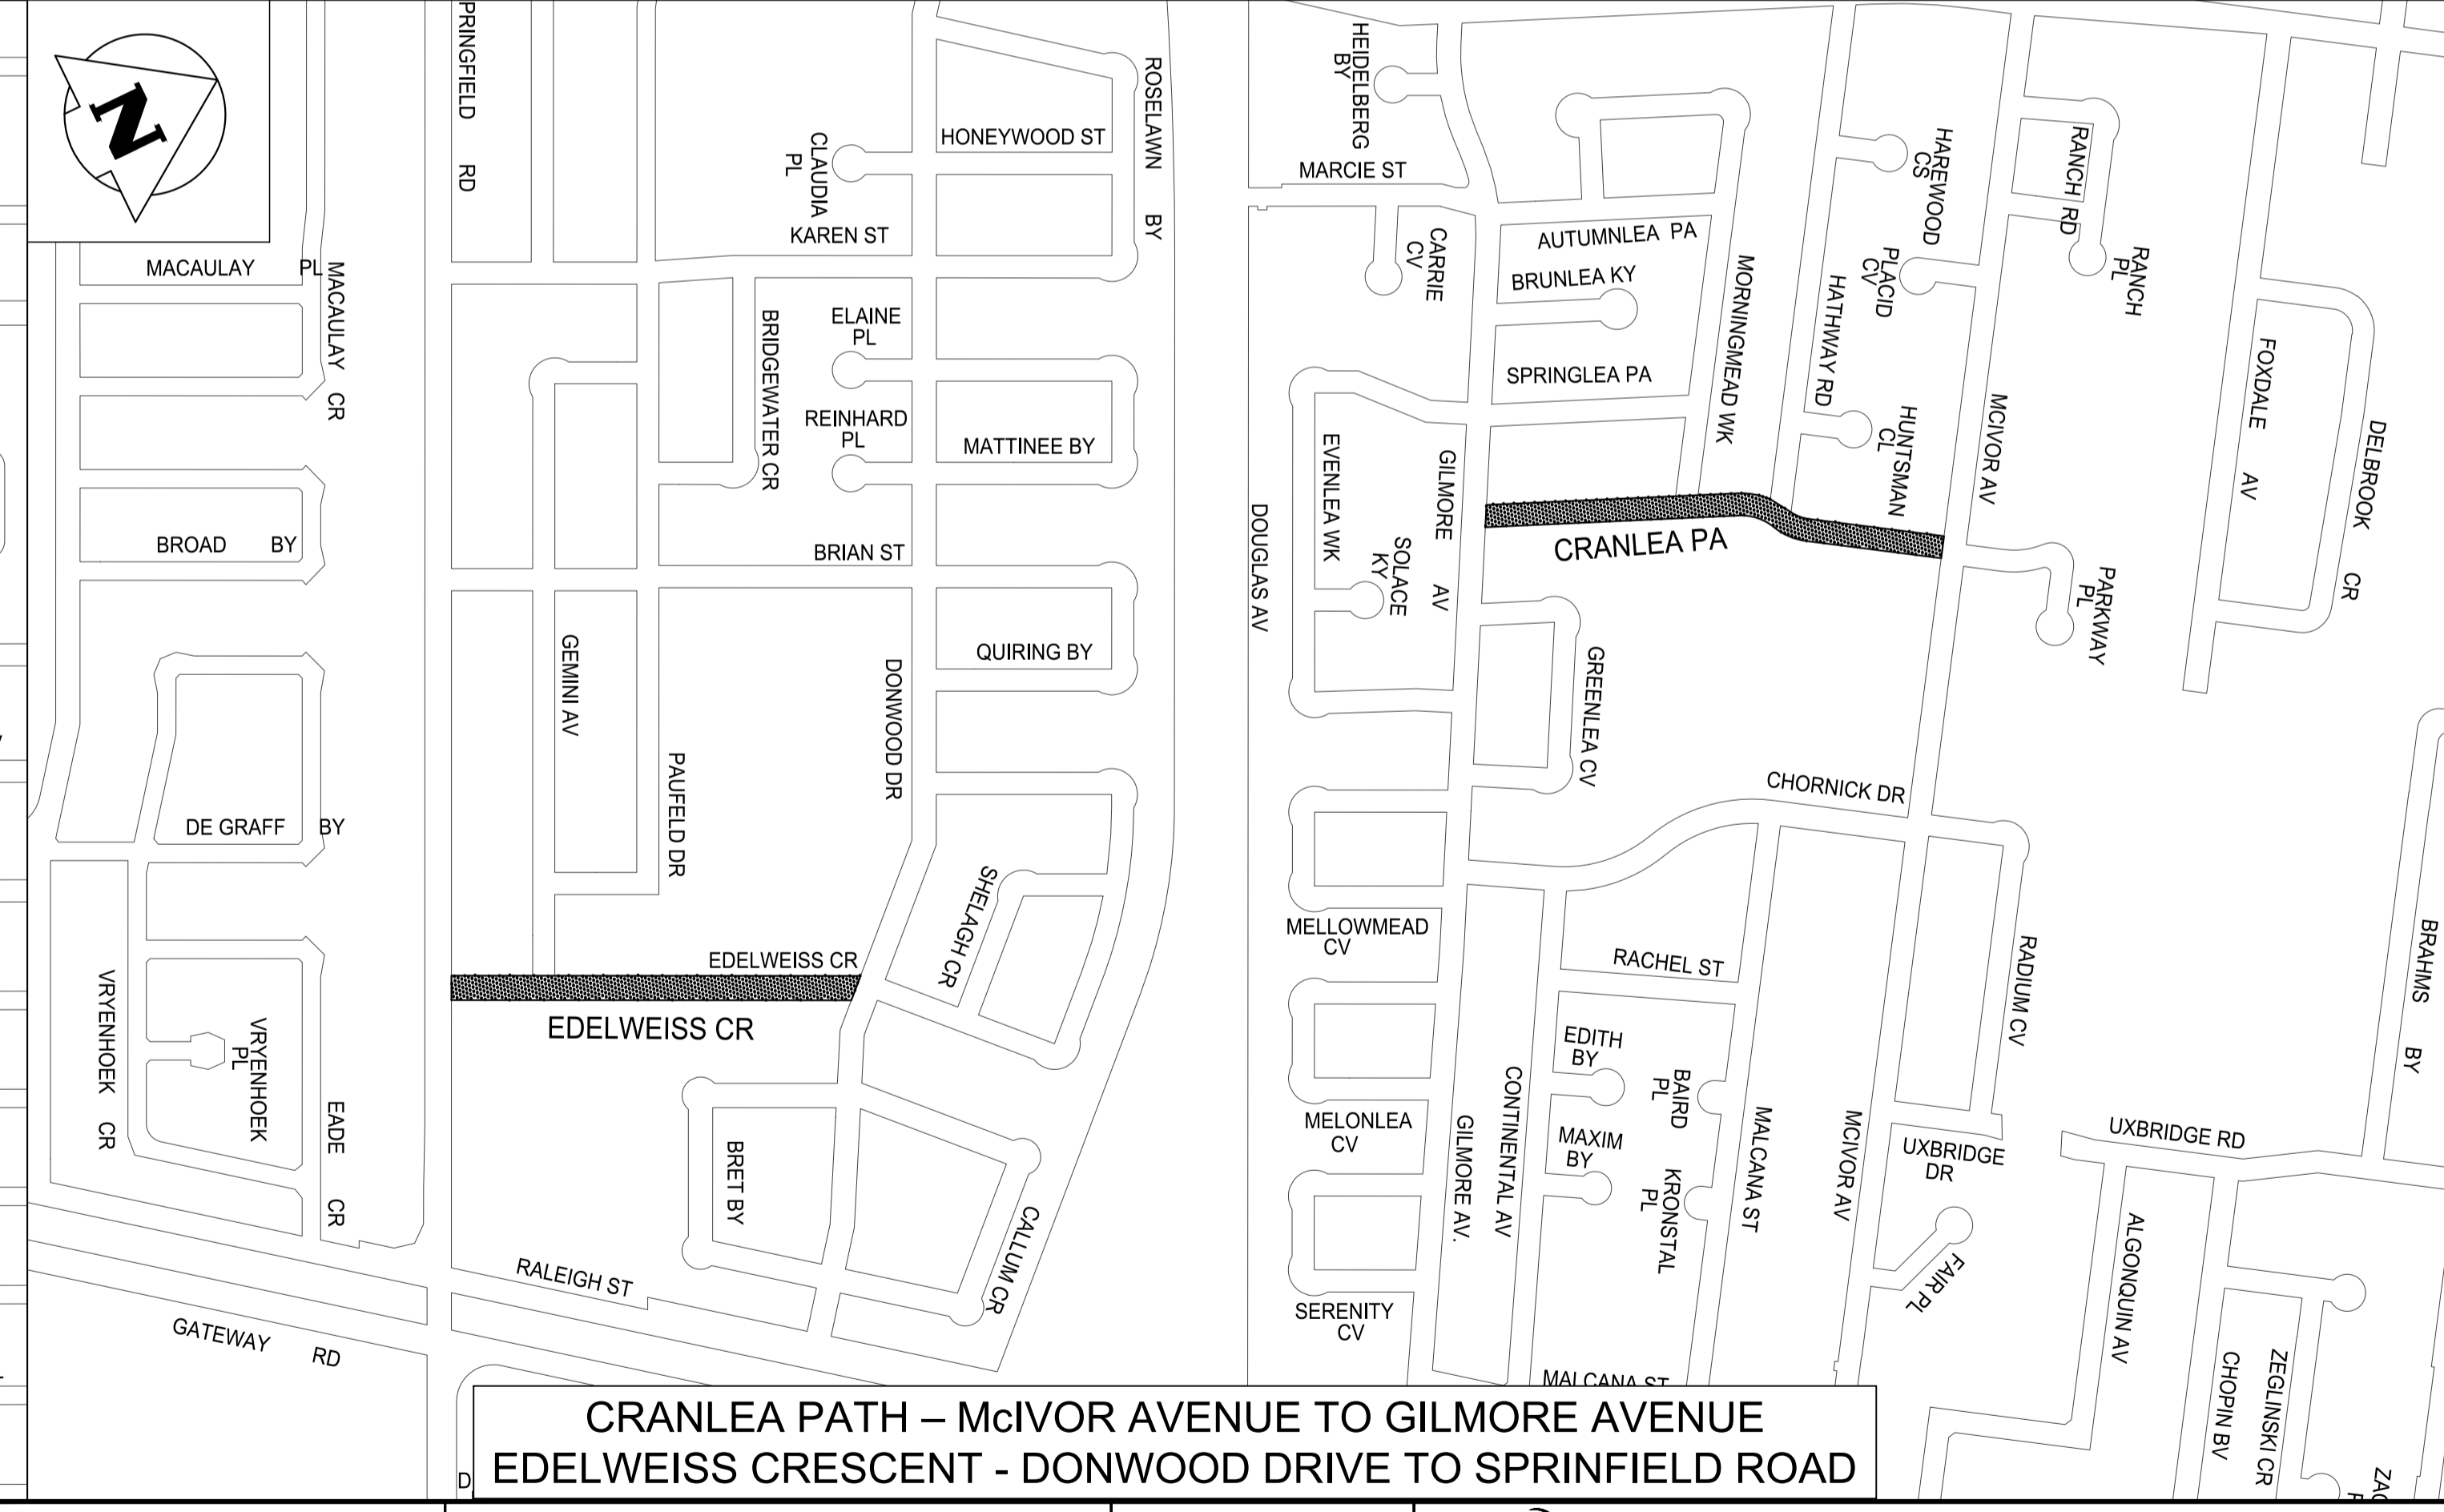 N
PRINGFIELD RD
MACAULAY PL
MACAULAY CR
BROAD BY
DE GRAFF BY
VRYENHOEK CR
VRYENHOEK
PL
EADE CR
GATEWAY RD
RALEIGH ST
CLAUDIA
PL
KAREN ST
HONEYWOOD ST
ROSELAWN BY
BRIDGEWATER CR
ELAINE
PL
REINHARD
PL
MATTINEE BY
BRIAN ST
GEMINI AV
PAUFELD DR
DONWOOD DR
QUIRING BY
SHELAGH CR
EDELWEISS CR
EDELWEISS CR
BRET BY
CALLUM CR
HEIDELBERG
BY
MARCIE ST
CARRIE
CV
DOUGLAS AV
EVENLEA WK
SOLACE
KY
GILMORE AV
AUTUMNLEA PA
BRUNLEA KY
SPRINGLEA PA
MORNINGMEAD WK
HATHWAY RD
HAREWOOD
CS
PLACID
CV
HUNTSMAN
CL
MCIVOR AV
RANCH RD
RANCH
PL
FOXDALE AV
DELBROOK CR
PARKWAY
PL
CRANLEA PA
GREENLEA CV
CHORNICK DR
MELLOWMEAD
CV
MELONLEA
CV
SERENITY
CV
GILMORE AV.
CONTINENTAL AV
RACHEL ST
EDITH
BY
MAXIM
BY
BAIRD
PL
KRONSTAL
PL
MALCANA ST
MCIVOR AV
RADIUM CV
UXBRIDGE
DR
UXBRIDGE RD
BRAHMS BY
FAIR PL
ALGONQUIN AV
CHOPIN BV
ZEGLINSKI CR
MALCANA ST
CRANLEA PATH – McIVOR AVENUE TO GILMORE AVENUE
EDELWEISS CRESCENT - DONWOOD DRIVE TO SPRINFIELD ROAD